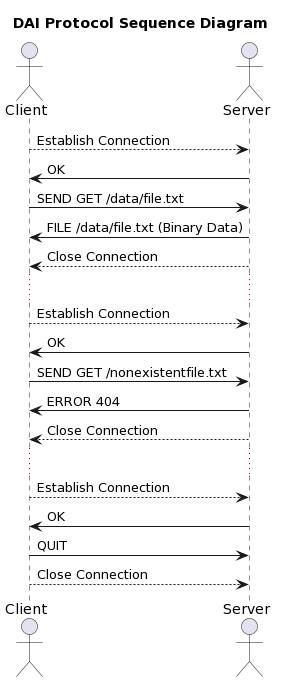 DAI Protocol Sequence Diagram
Client Server
Establish Connection
OK
SEND GET /data/file.txt
FILE /data/file.txt (Binary Data)
Close Connection
Establish Connection
OK
SEND GET /nonexistentfile.txt
ERROR 404
Close Connection
Establish Connection
OK
QUIT
Close Connection
Client Server